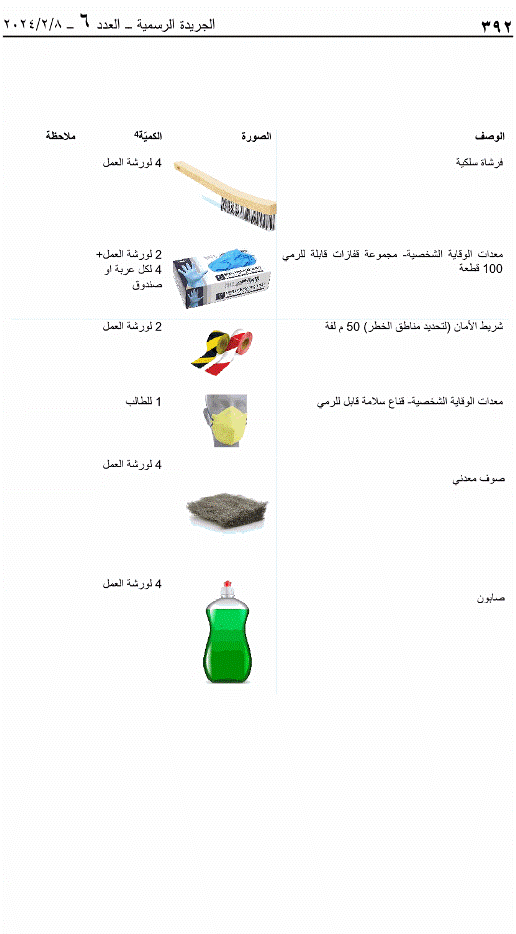 ٣٩٢
الجريدة الرسمية ــ العدد ٦ ــ ٢٠٢٤/٢/٨
الوصف
الصورة
الكميّة4
ملاحظة
فرشاة سلكية
4 لورشة العمل
معدات الوقاية الشخصية- مجموعة قفازات قابلة للرمي
100 قطعة
2 لورشة العمل+
4 لكل عربة او
صندوق
شريط الأمان (لتحديد مناطق الخطر) 50 م لفة
2 لورشة العمل
معدات الوقاية الشخصية- قناع سلامة قابل للرمي
1 للطالب
صوف معدني
4 لورشة العمل
صابون
4 لورشة العمل